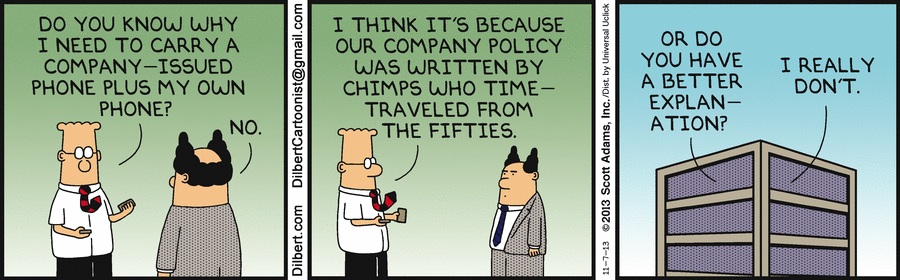 DO YOU KNOW WHY
I NEED TO CARRY A
COMPANY–ISSUED
PHONE PLUS MY OWN
PHONE?
NO.
Dilbert.com DilbertCartoonist@gmail.com
I THINK IT'S BECAUSE
OUR COMPANY POLICY
WAS WRITTEN BY
CHIMPS WHO TIME–
TRAVELED FROM
THE FIFTIES.
11-7-13 ©2013 Scott Adams, Inc. /Dist. by Universal Uclick
OR DO
YOU HAVE
A BETTER
EXPLAN–
ATION?
I REALLY
DON'T.